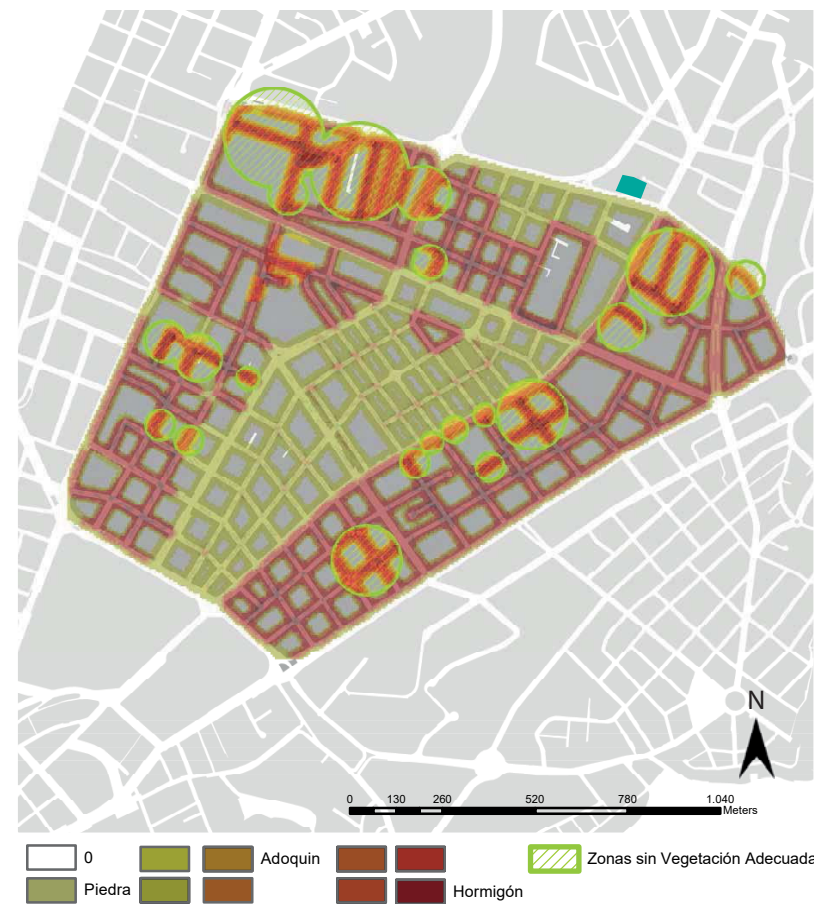 N
0 130 260 520 780 1.040
Meters
0 Adoquin Zonas sin Vegetación Adecuada
Piedra Hormigón